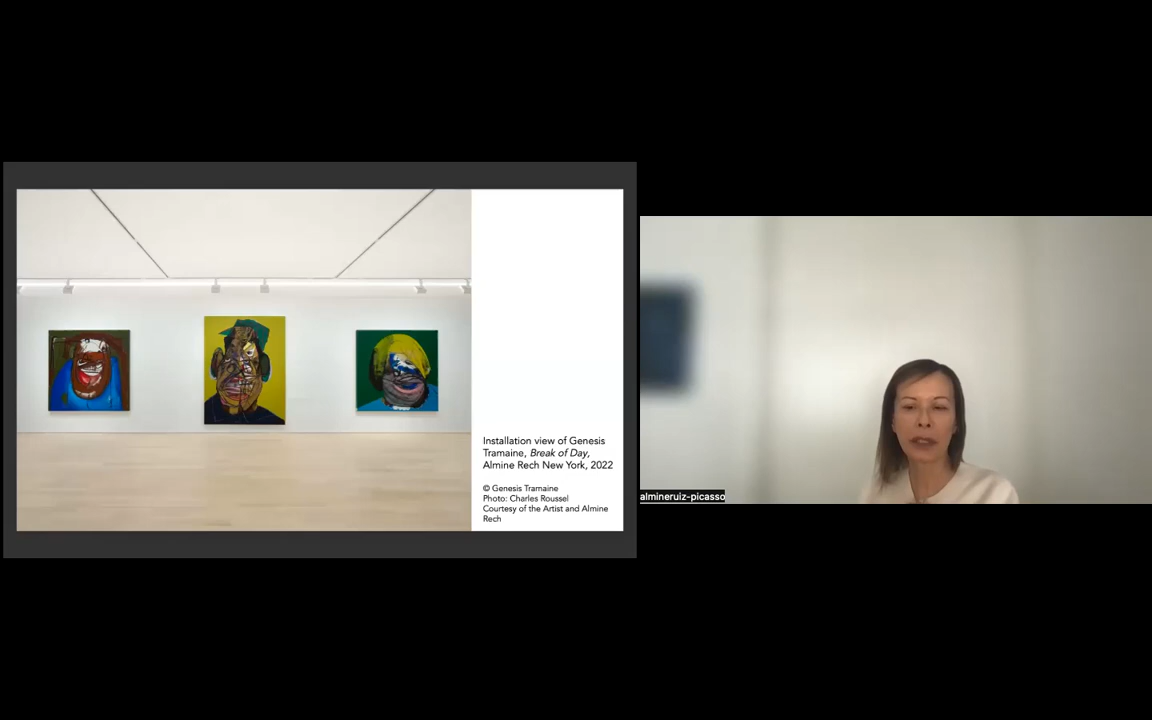 Installation view of Genesis
Tramaine, Break of Day,
Almine Rech New York, 2022
© Genesis Tramaine
Photo: Charles Roussel
Courtesy of the Artist and Almine
Rech
almineruiz-picasso